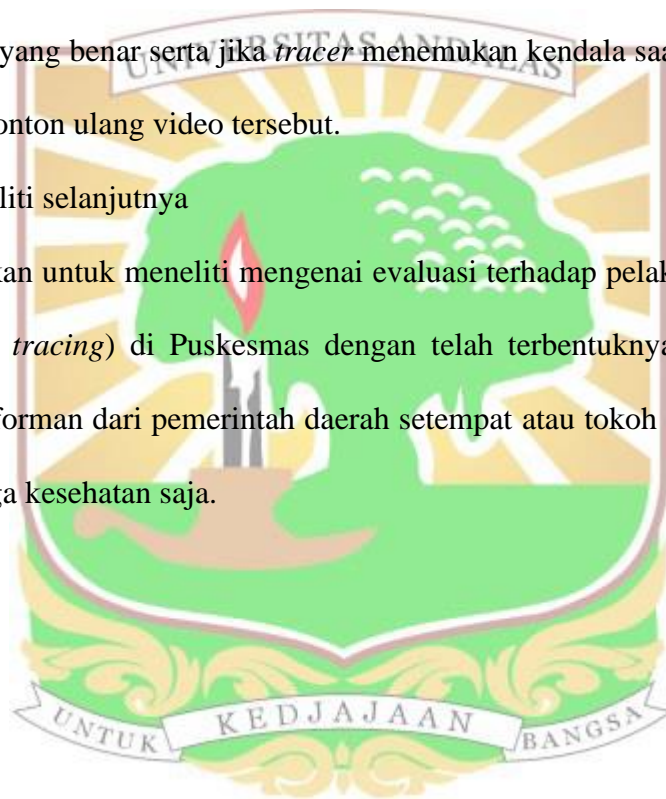 yang benar serta jika tracer menemukan kendala saa
UNIVERSITAS ANDALAS
onton ulang video tersebut.
liti selanjutnya
kan untuk meneliti mengenai evaluasi terhadap pelak
tracing) di Puskesmas dengan telah terbentuknya
forman dari pemerintah daerah setempat atau tokoh
ga kesehatan saja.
UNTUK KEDJAJAAN BANGSA